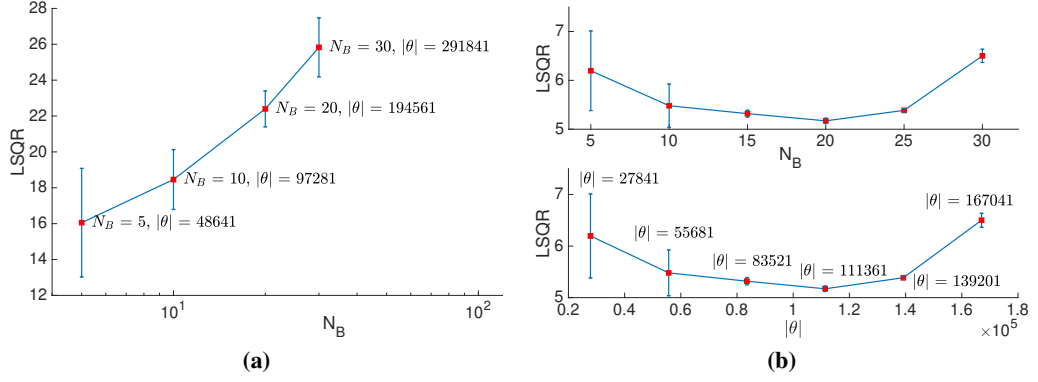 28
26
24
22
20
18
16
14
12
LSQR
N_B = 30, |θ| = 291841
N_B = 20, |θ| = 194561
N_B = 10, |θ| = 97281
N_B = 5, |θ| = 48641
10^1
10^2
N_B
(a)
7
6
5
LSQR
5 10 15 20 25 30
N_B
7
6
5
LSQR
|θ| = 27841
|θ| = 55681
|θ| = 83521
|θ| = 111361
|θ| = 139201
|θ| = 167041
0.2 0.4 0.6 0.8 1 1.2 1.4 1.6 1.8
|θ|
×10^5
(b)